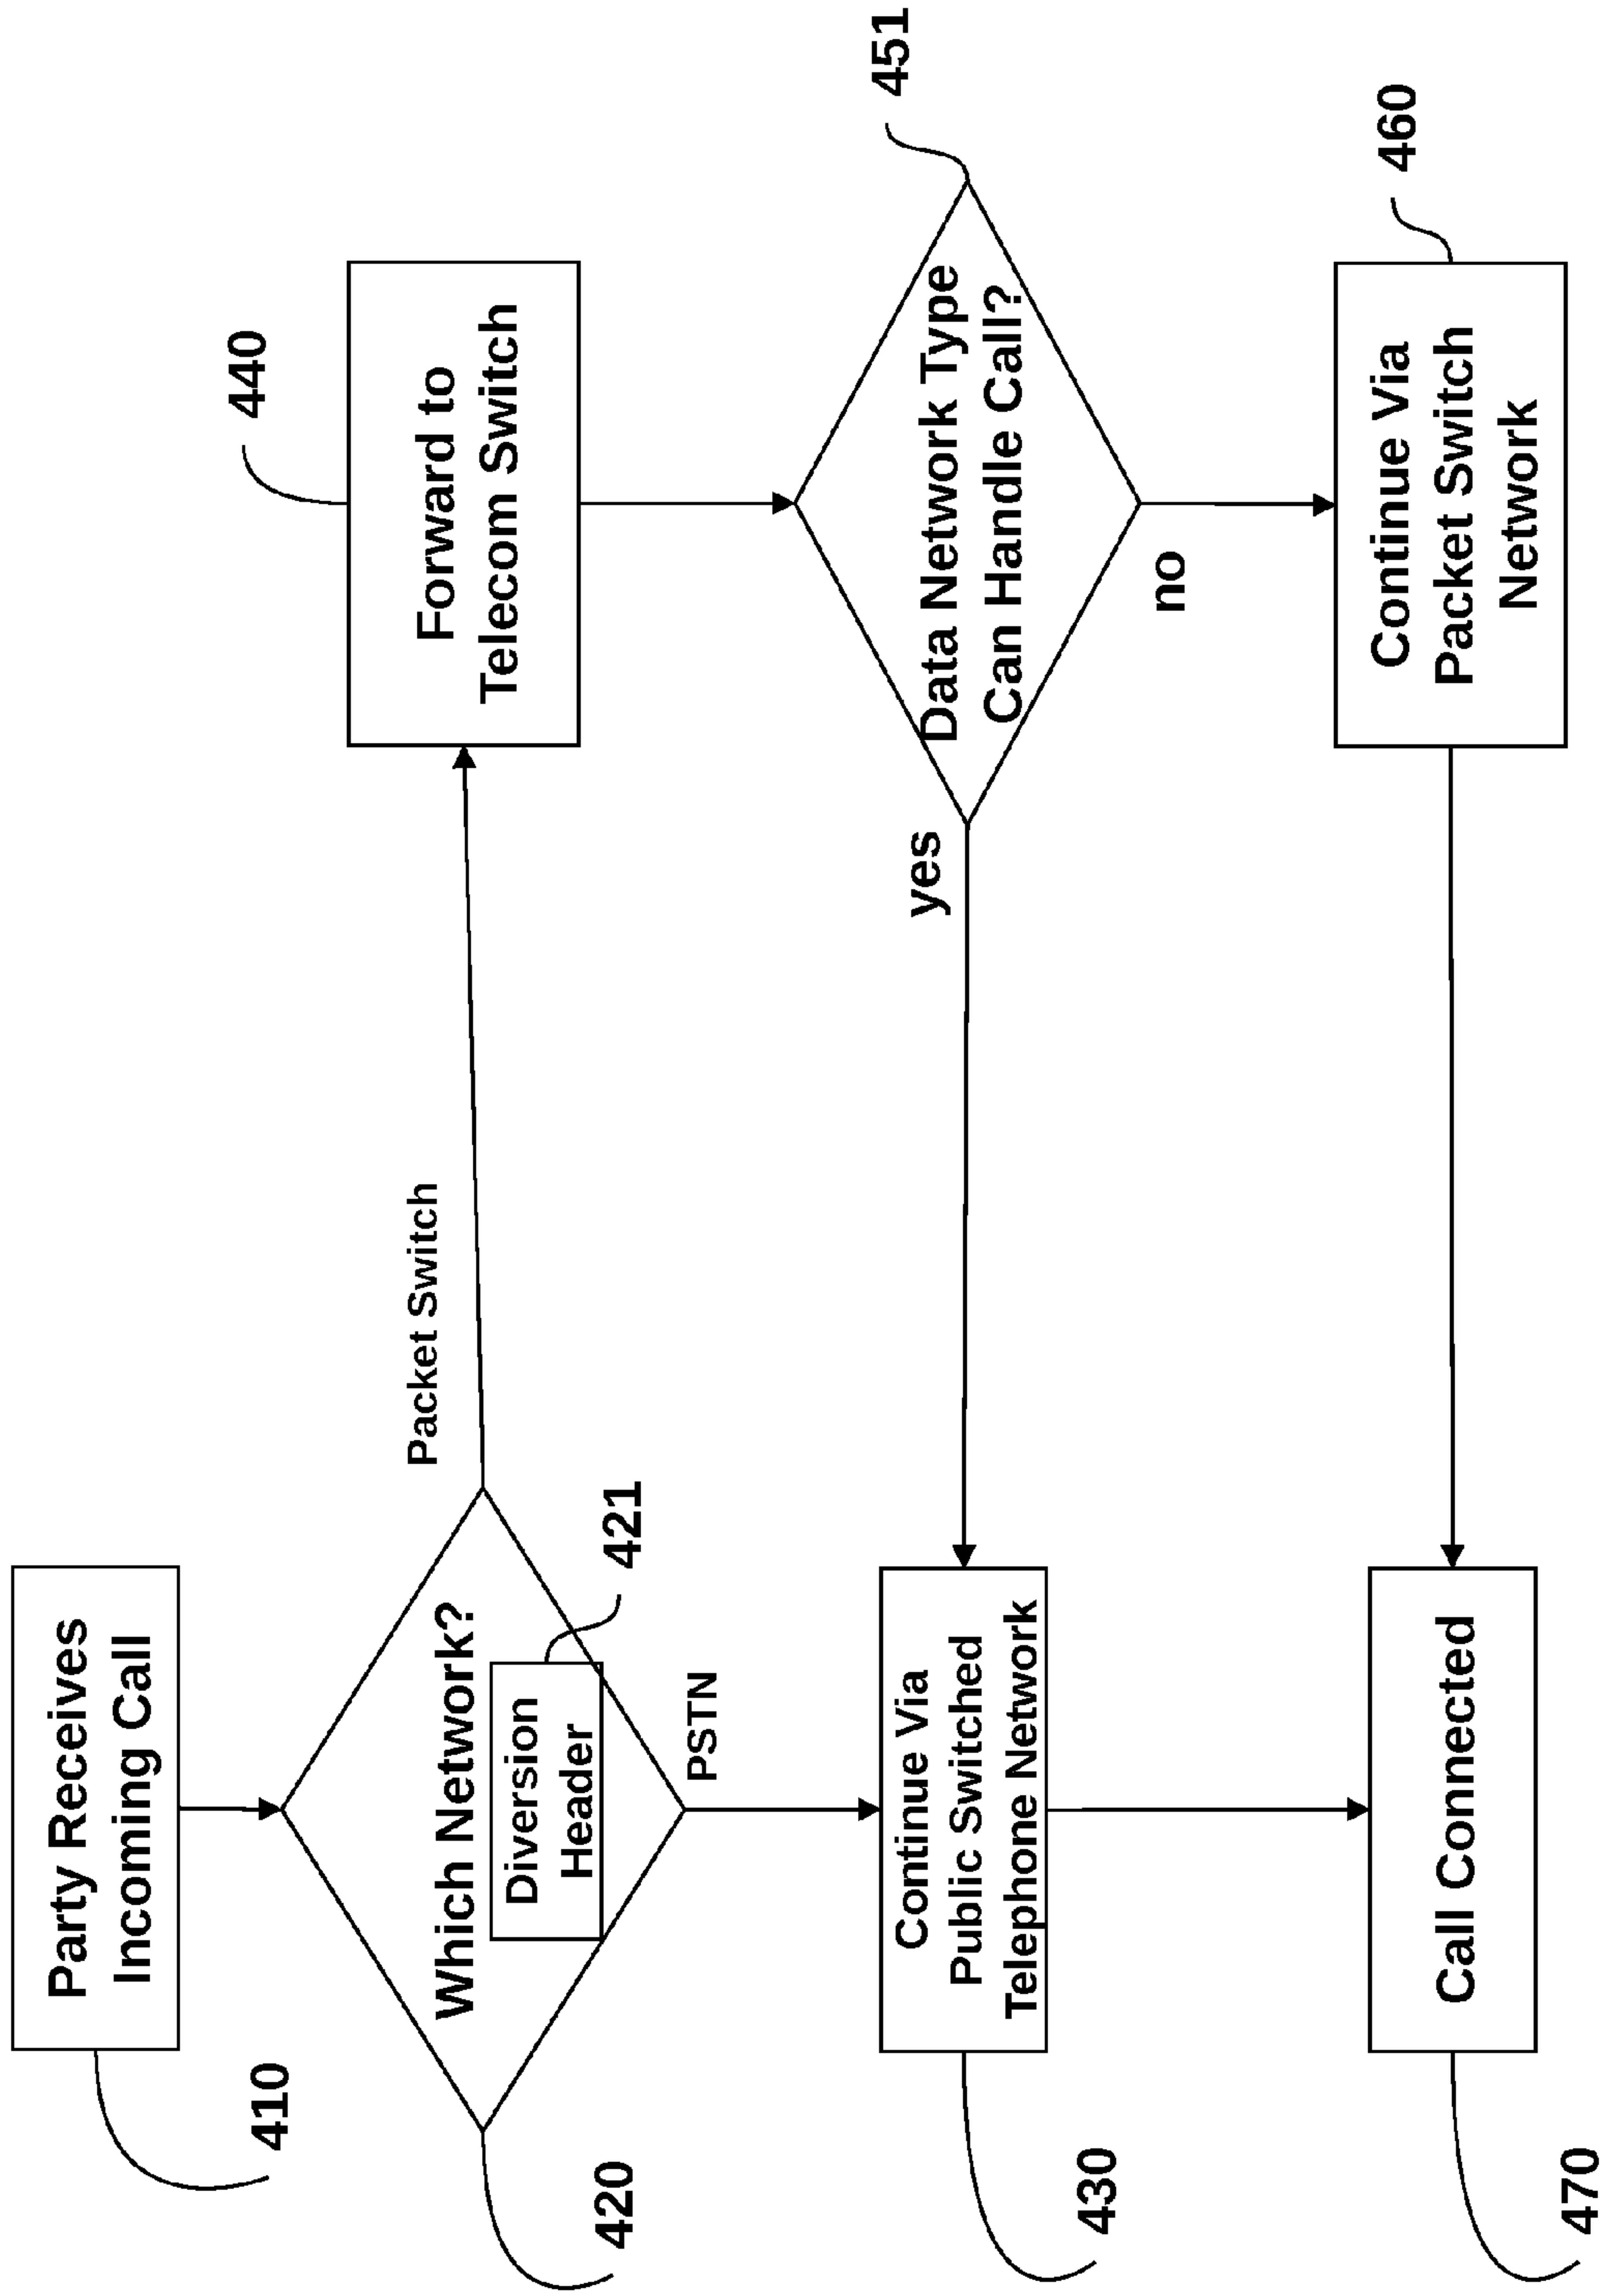 Party Receives
Incoming Call
410
Which Network?
Diversion
Header
420
421
Packet Switch
PSTN
Forward to
Telecom Switch
440
Continue Via
Public Switched
Telephone Network
430
yes
Data Network Type
Can Handle Call?
451
no
Call Connected
470
Continue Via
Packet Switch
Network
460